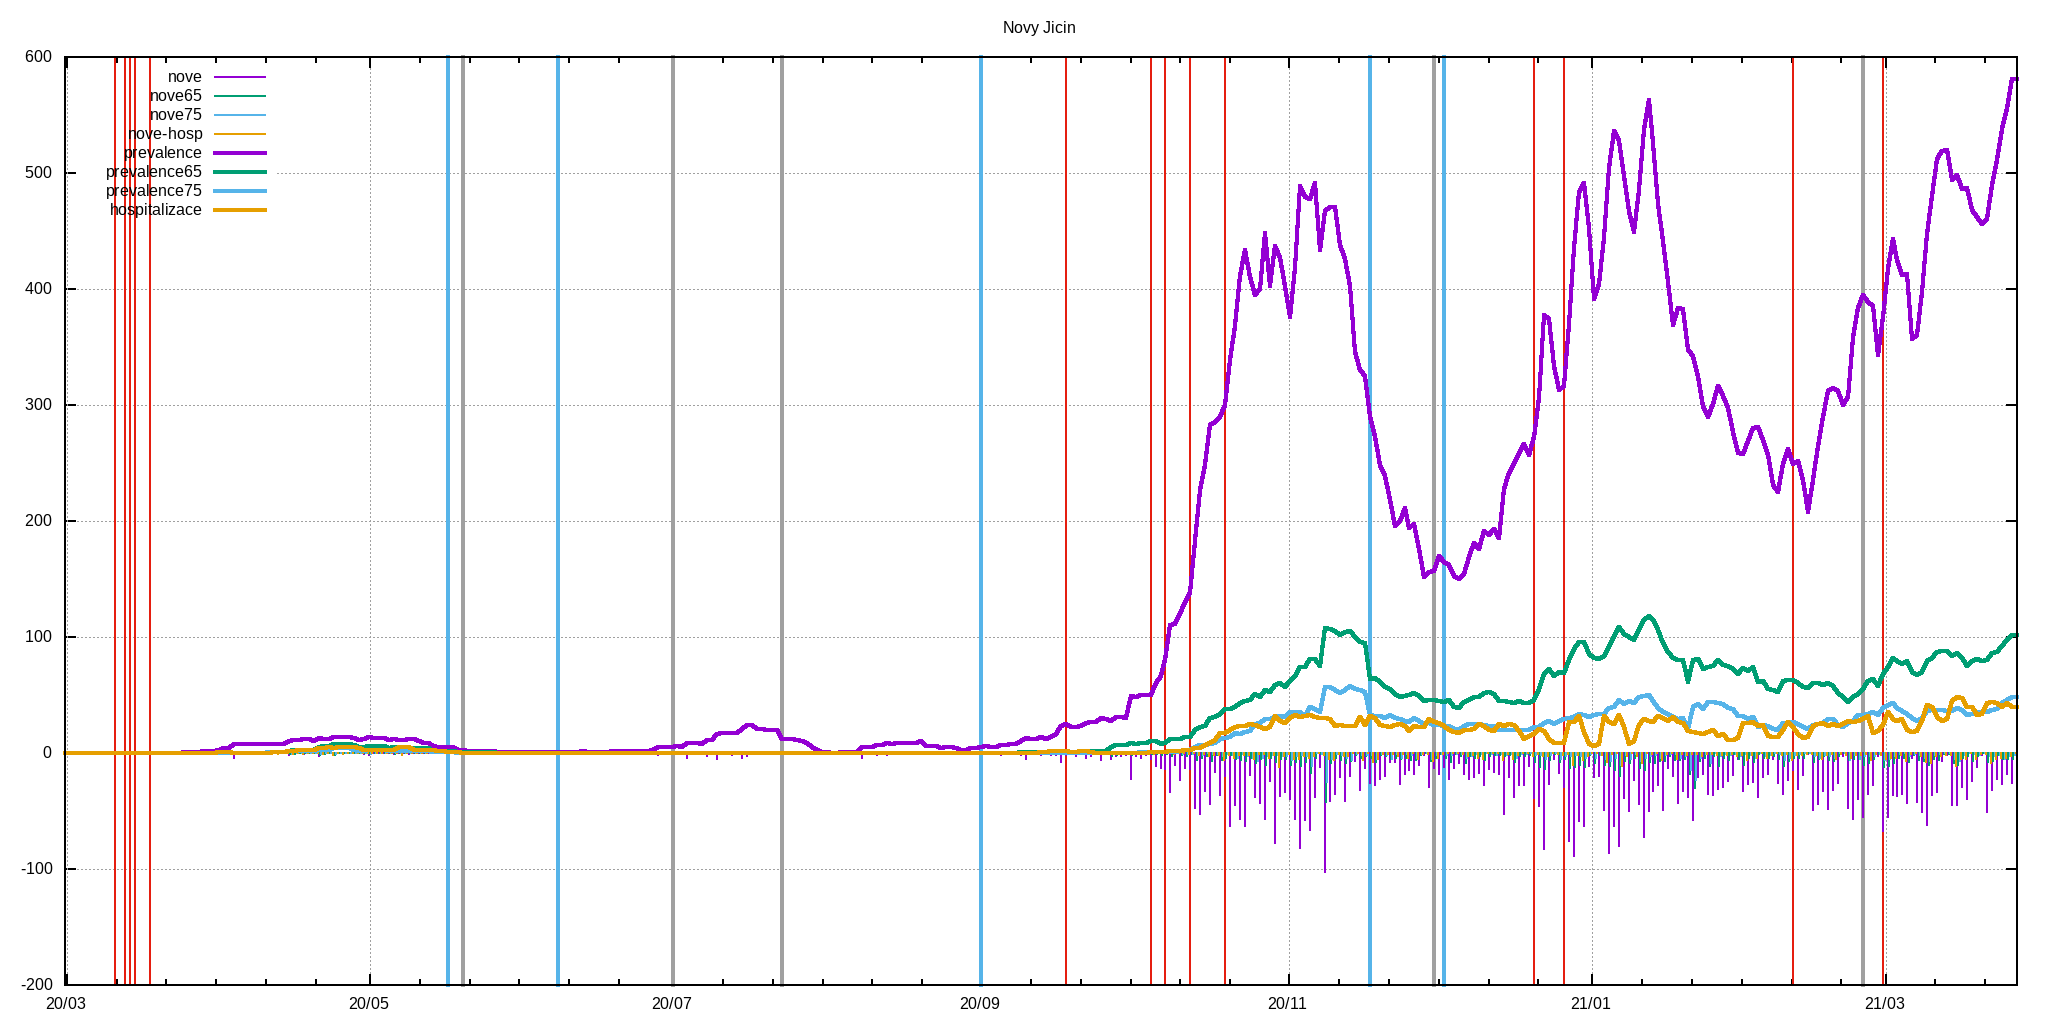 Novy Jicin
600
500
400
300
200
100
0
-100
-200
nove
nove65
nove75
nove-hosp
prevalence
prevalence65
prevalence75
hospitalizace
20/03 20/05 20/07 20/09 20/11 21/01 21/03